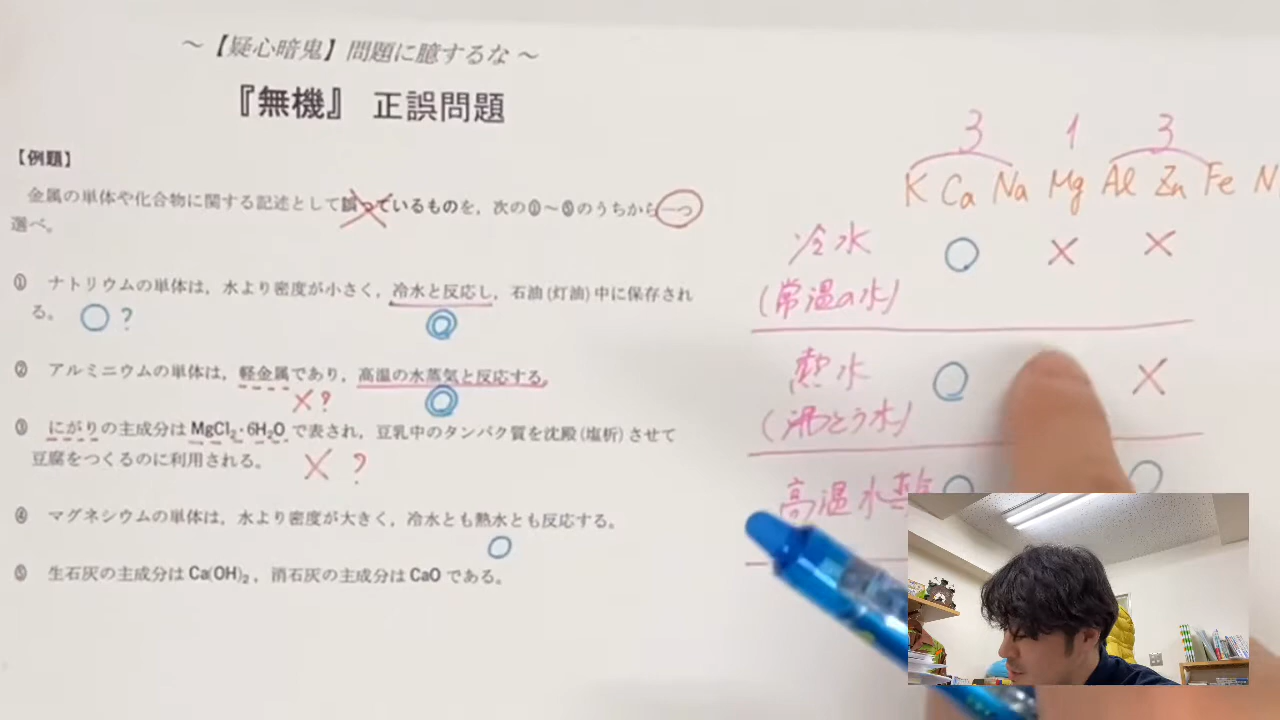 ～【疑心暗鬼】問題に臆するな～
『無機』 正誤問題
【例題】
金属の単体や化合物に関する記述として誤っているものを，次の①～⑤のうちから一つ
選べ。
① ナトリウムの単体は，水より密度が小さく，冷水と反応し，石油(灯油)中に保存され
る。 ○?
◎
② アルミニウムの単体は，軽金属であり，高温の水蒸気と反応する。
×? ◎
③ にがりの主成分は MgCl₂・6H₂O で表され，豆乳中のタンパク質を沈殿(塩析)させて
豆腐をつくるのに利用される。 × ?
④ マグネシウムの単体は，水より密度が大きく，冷水とも熱水とも反応する。
○
⑤ 生石灰の主成分は Ca(OH)₂，消石灰の主成分は CaO である。
3 1 3
K Ca Na Mg Al Zn Fe N
冷水 ○ × ×
(常温の水)
熱水 ○ ×
(沸とう水)
高温水蒸気 ○ ○